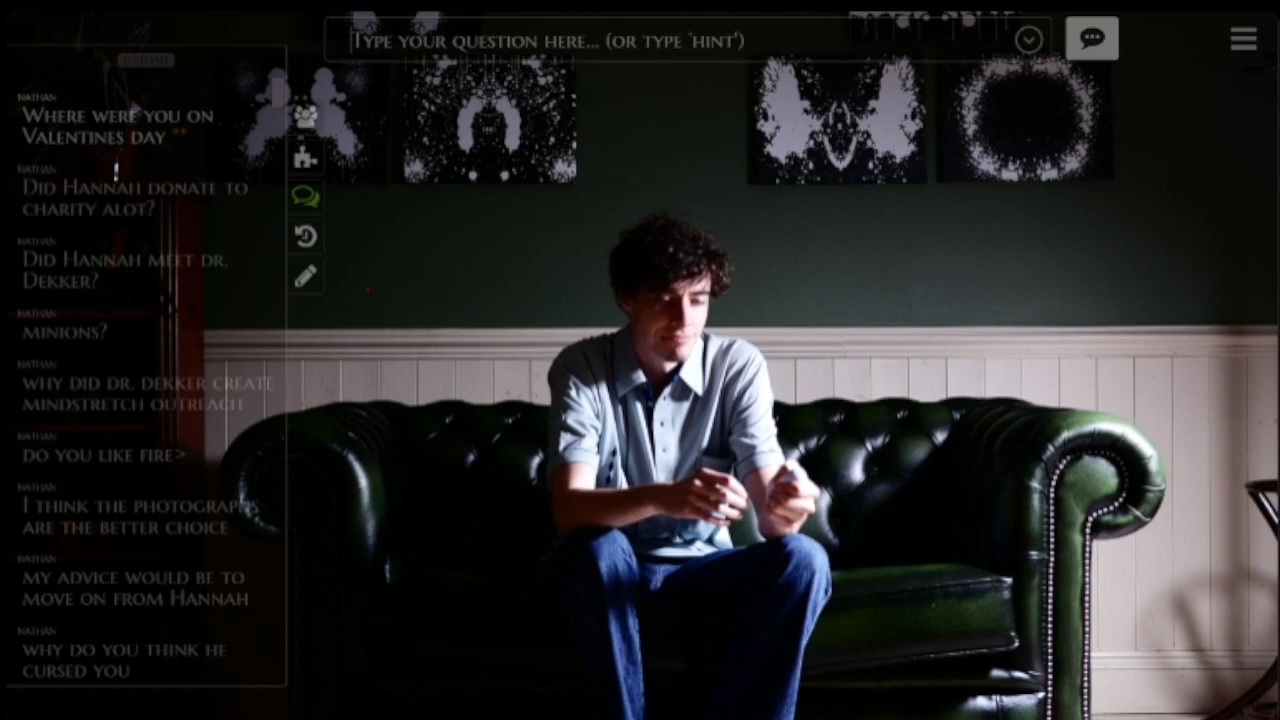 Type your question here... (or type 'hint')
NATHAN
NATHAN
Where were you on
Valentines day **
NATHAN
Did Hannah donate to
charity alot?
NATHAN
Did Hannah meet Dr.
Dekker?
NATHAN
minions?
NATHAN
why did dr. dekker create
mindstretch outreach
NATHAN
do you like fire>
NATHAN
I think the photographs
are the better choice
NATHAN
my advice would be to
move on from Hannah
NATHAN
why do you think he
cursed you